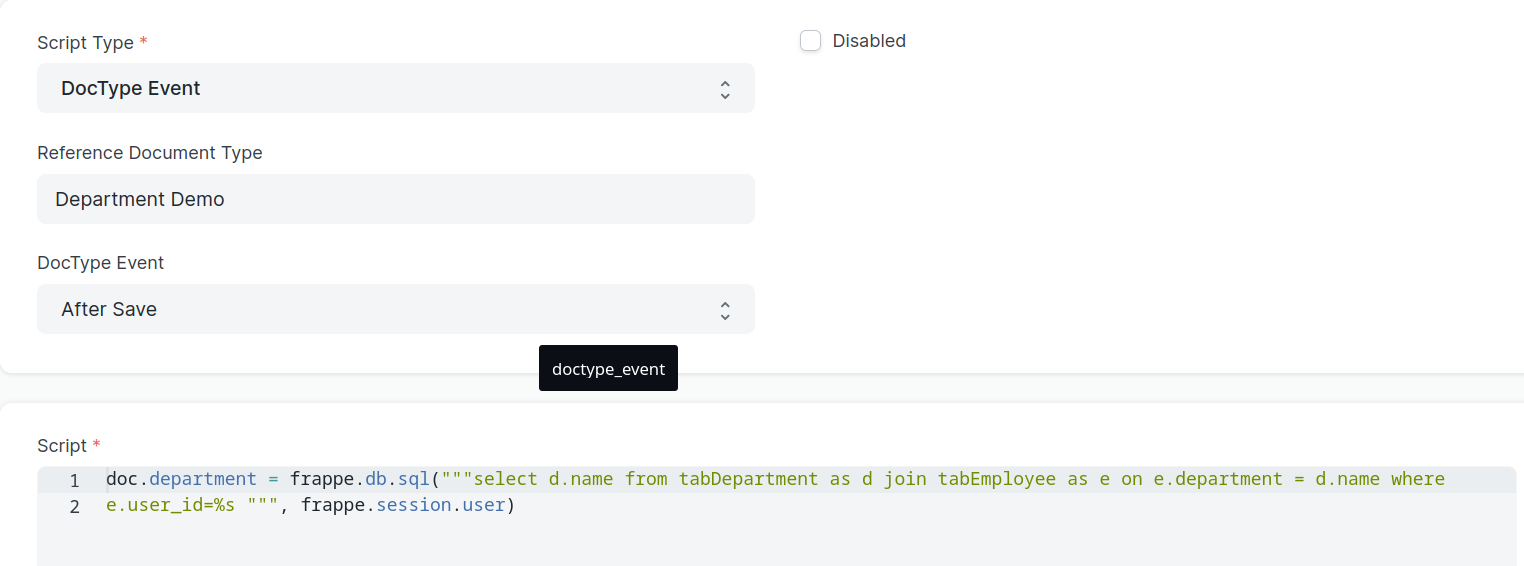 Script Type *
Disabled
DocType Event
Reference Document Type
Department Demo
DocType Event
After Save
doctype_event
Script *
1 doc.department = frappe.db.sql("""select d.name from tabDepartment as d join tabEmployee as e on e.department = d.name where
2 e.user_id=%s """, frappe.session.user)